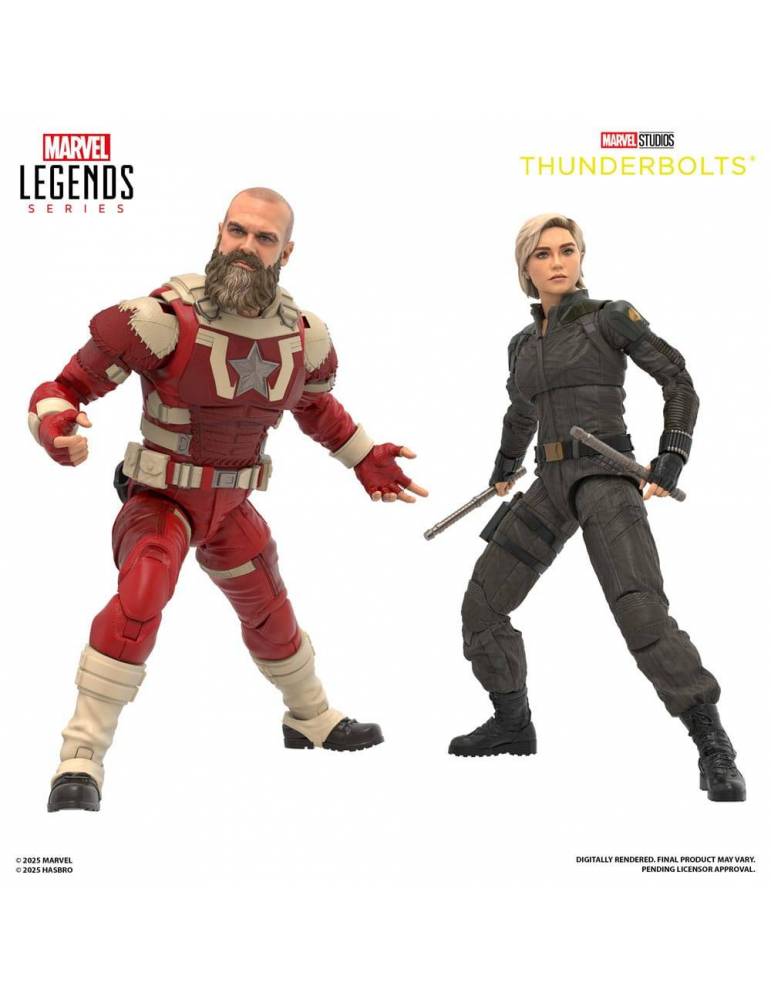 MARVEL
LEGENDS
SERIES
MARVEL STUDIOS
THUNDERBOLTS*
© 2025 MARVEL
© 2025 HASBRO
DIGITALLY RENDERED. FINAL PRODUCT MAY VARY.
PENDING LICENSOR APPROVAL.